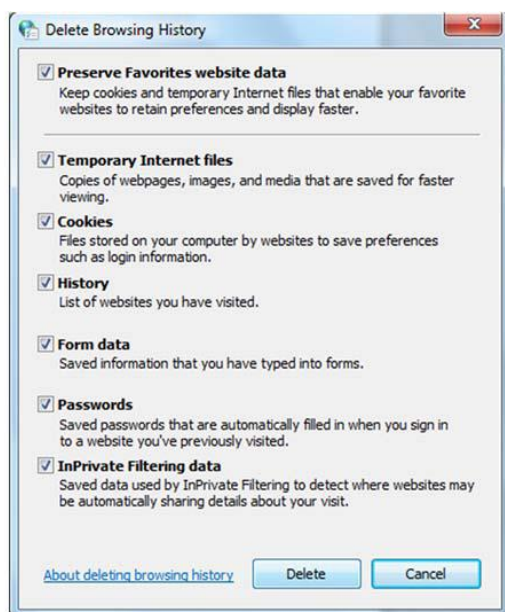 Delete Browsing History
Preserve Favorites website data
Keep cookies and temporary Internet files that enable your favorite
websites to retain preferences and display faster.
Temporary Internet files
Copies of webpages, images, and media that are saved for faster
viewing.
Cookies
Files stored on your computer by websites to save preferences
such as login information.
History
List of websites you have visited.
Form data
Saved information that you have typed into forms.
Passwords
Saved passwords that are automatically filled in when you sign in
to a website you've previously visited.
InPrivate Filtering data
Saved data used by InPrivate Filtering to detect where websites may
be automatically sharing details about your visit.
About deleting browsing history
Delete
Cancel